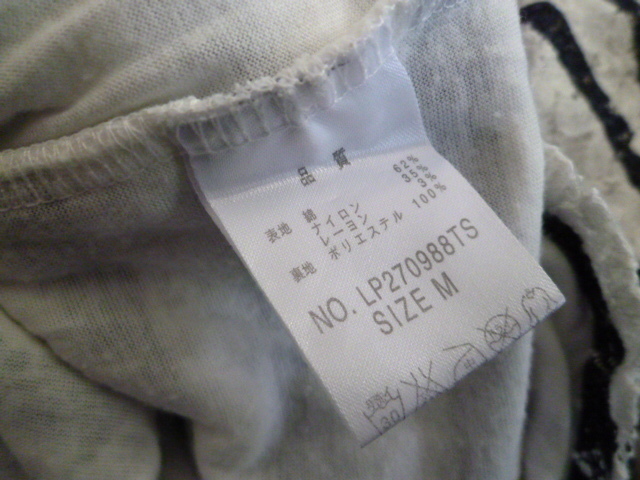 品質
表地 綿 62%
ナイロン 35%
レーヨン 3%
裏地 ポリエステル 100%
NO. LP270988TS
SIZE M
30